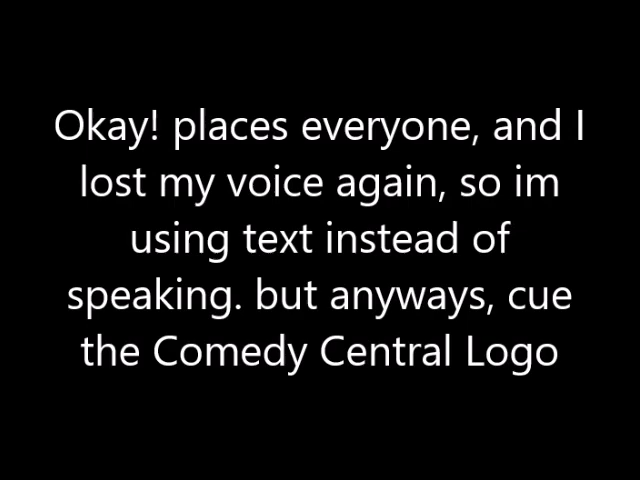 Okay! places everyone, and I
lost my voice again, so im
using text instead of
speaking. but anyways, cue
the Comedy Central Logo